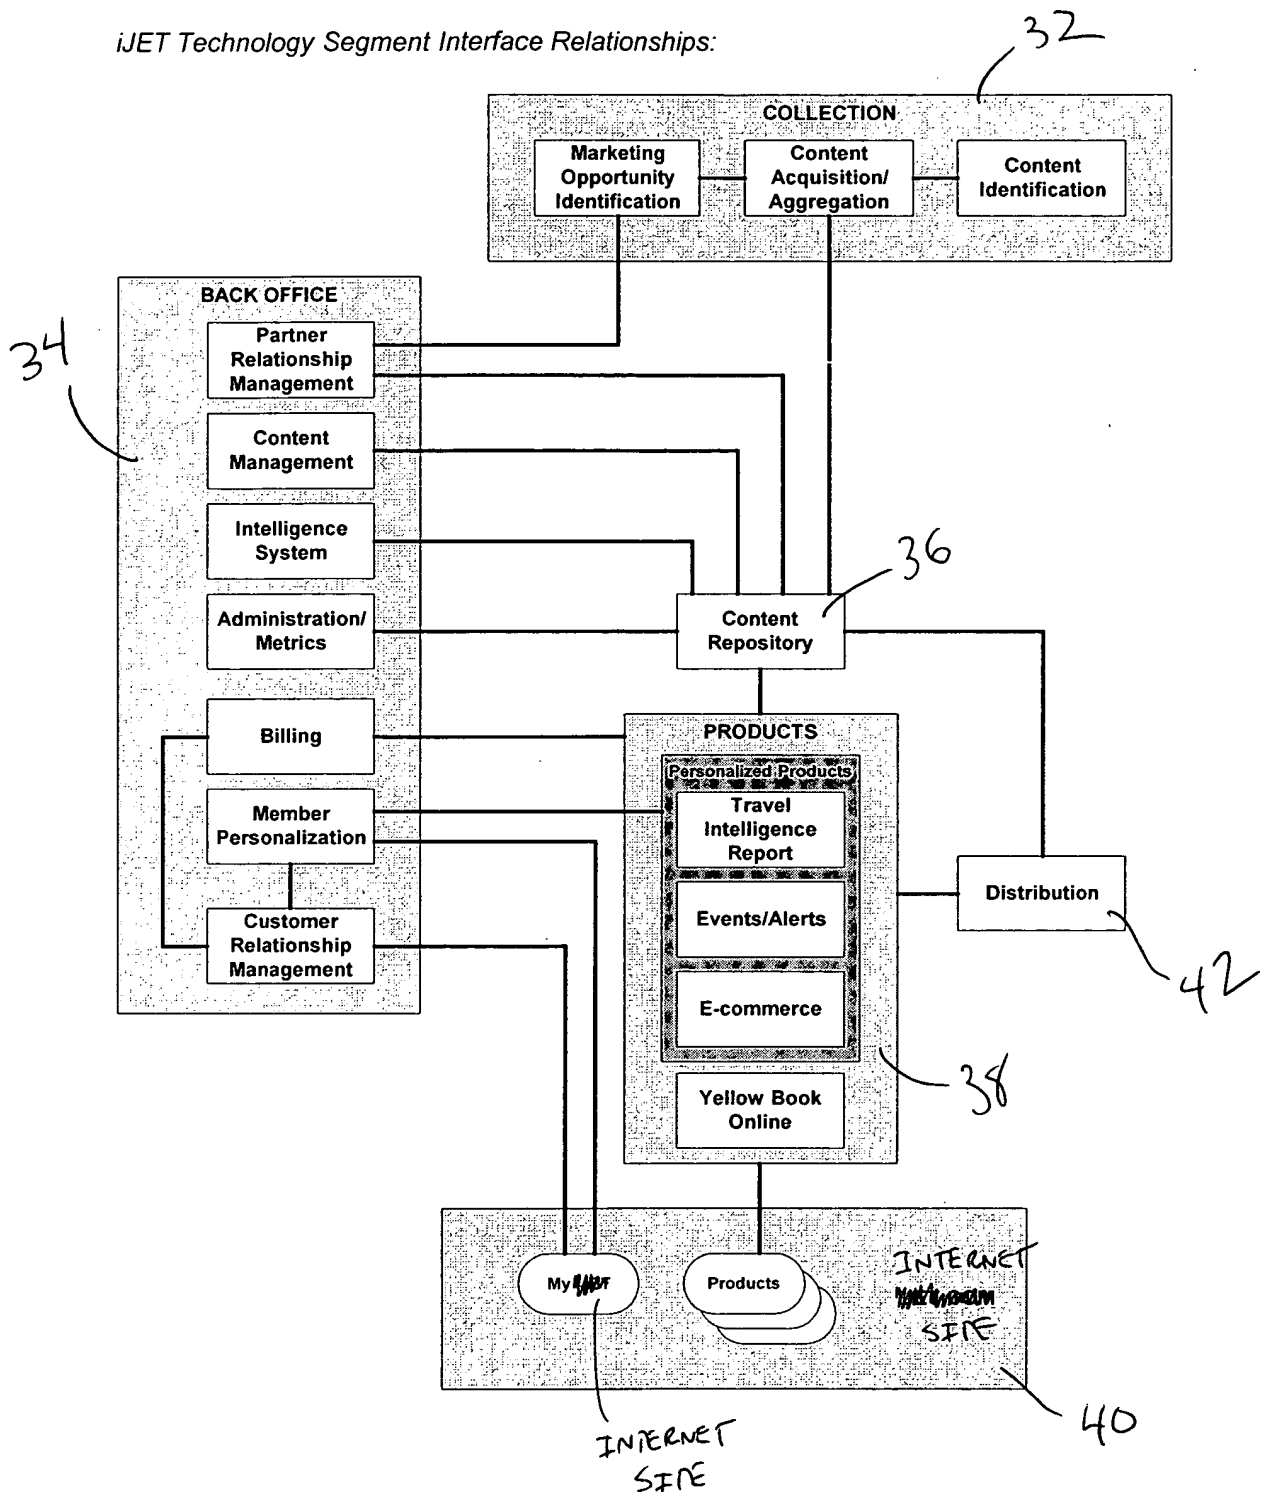 iJET Technology Segment Interface Relationships:
32
COLLECTION
Marketing
Opportunity
Identification
Content
Acquisition/
Aggregation
Content
Identification
BACK OFFICE
34
Partner
Relationship
Management
Content
Management
Intelligence
System
Administration/
Metrics
Billing
Member
Personalization
Customer
Relationship
Management
36
Content
Repository
PRODUCTS
Personalized Products
Travel
Intelligence
Report
Events/Alerts
E-commerce
Yellow Book
Online
38
Distribution
42
My
Products
INTERNET
SITE
40
INTERNET
SITE